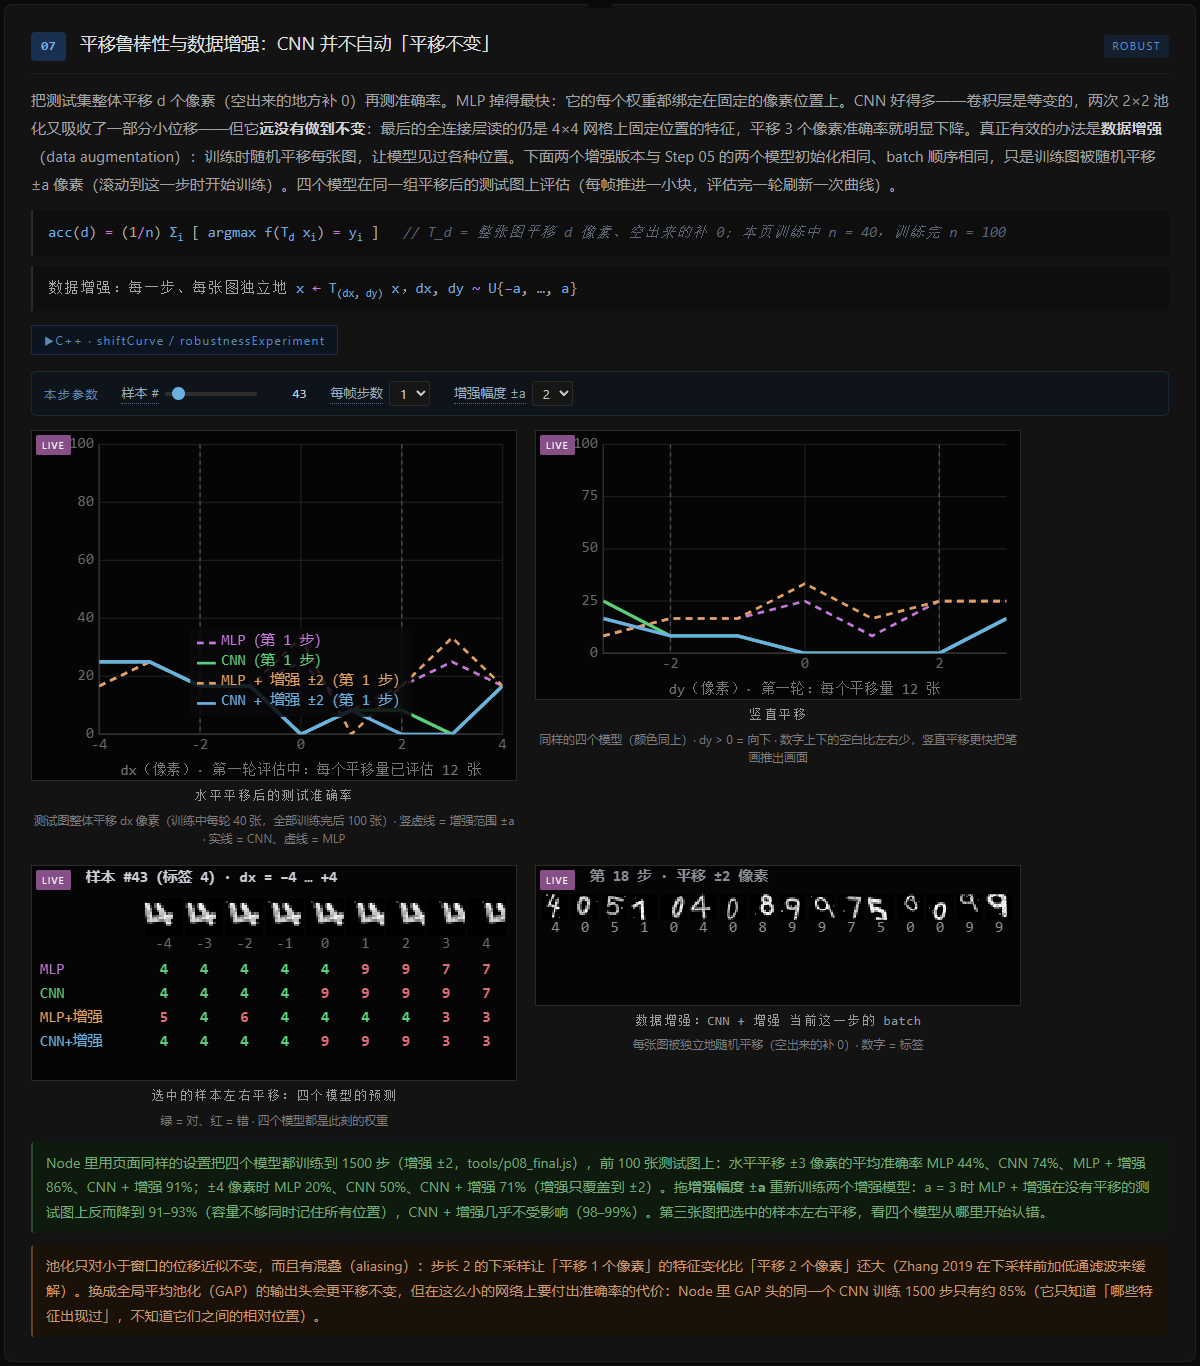 07 平移鲁棒性与数据增强：CNN 并不自动「平移不变」 ROBUST
把测试集整体平移 d 个像素（空出来的地方补 0）再测准确率。MLP 掉得最快：它的每个权重都绑定在固定的像素位置上。CNN 好得多——卷积层是等变的，两次 2×2 池
化又吸收了一部分小位移——但它远没有做到不变：最后的全连接层读的仍是 4×4 网格上固定位置的特征，平移 3 个像素准确率就明显下降。真正有效的办法是数据增强
（data augmentation）：训练时随机平移每张图，让模型见过各种位置。下面两个增强版本与 Step 05 的两个模型初始化相同、batch 顺序相同，只是训练图被随机平移
±a 像素（滚动到这一步时开始训练）。四个模型在同一组平移后的测试图上评估（每帧推进一小块，评估完一轮刷新一次曲线）。
acc(d) = (1/n) Σi [ argmax f(Td xi) = yi ] // T_d = 整张图平移 d 像素、空出来的补 0；本页训练中 n = 40，训练完 n = 100
数据增强：每一步、每张图独立地 x ← T(dx, dy) x，dx, dy ~ U{−a, …, a}
▶C++ · shiftCurve / robustnessExperiment
本步参数 样本 # 43 每帧步数 1 增强幅度 ±a 2
LIVE
100
80
60
40
20
0
MLP (第 1 步)
CNN (第 1 步)
MLP + 增强 ±2 (第 1 步)
CNN + 增强 ±2 (第 1 步)
-4 -2 0 2 4
dx（像素）· 第一轮评估中：每个平移量已评估 12 张
水平平移后的测试准确率
测试图整体平移 dx 像素（训练中每轮 40 张，全部训练完后 100 张）· 竖虚线 = 增强范围 ±a
· 实线 = CNN、虚线 = MLP
LIVE
100
75
50
25
0
-2 0 2
dy（像素）· 第一轮：每个平移量 12 张
竖直平移
同样的四个模型（颜色同上）· dy > 0 = 向下 · 数字上下的空白比左右少，竖直平移更快把笔
画推出画面
LIVE 样本 #43 (标签 4) · dx = −4 … +4
-4 -3 -2 -1 0 1 2 3 4
MLP 4 4 4 4 4 9 9 7 7
CNN 4 4 4 4 9 9 9 9 7
MLP+增强 5 4 6 4 4 4 4 3 3
CNN+增强 4 4 4 4 9 9 9 3 3
选中的样本左右平移：四个模型的预测
绿 = 对、红 = 错 · 四个模型都是此刻的权重
LIVE 第 18 步 · 平移 ±2 像素
4 0 5 1 0 4 0 8 9 9 7 5 0 0 9 9
4 0 5 1 0 4 0 8 9 9 7 5 0 0 9 9
数据增强：CNN + 增强 当前这一步的 batch
每张图被独立地随机平移（空出来的补 0）· 数字 = 标签
Node 里用页面同样的设置把四个模型都训练到 1500 步（增强 ±2，tools/p08_final.js），前 100 张测试图上：水平平移 ±3 像素的平均准确率 MLP 44%、CNN 74%、MLP + 增强
86%、CNN + 增强 91%；±4 像素时 MLP 20%、CNN 50%、CNN + 增强 71%（增强只覆盖到 ±2）。拖增强幅度 ±a 重新训练两个增强模型：a = 3 时 MLP + 增强在没有平移的测
试图上反而降到 91–93%（容量不够同时记住所有位置），CNN + 增强几乎不受影响（98–99%）。第三张图把选中的样本左右平移，看四个模型从哪里开始认错。
池化只对小于窗口的位移近似不变，而且有混叠（aliasing）：步长 2 的下采样让「平移 1 个像素」的特征变化比「平移 2 个像素」还大（Zhang 2019 在下采样前加低通滤波来缓
解）。换成全局平均池化（GAP）的输出头会更平移不变，但在这么小的网络上要付出准确率的代价：Node 里 GAP 头的同一个 CNN 训练 1500 步只有约 85%（它只知道「哪些特
征出现过」，不知道它们之间的相对位置）。